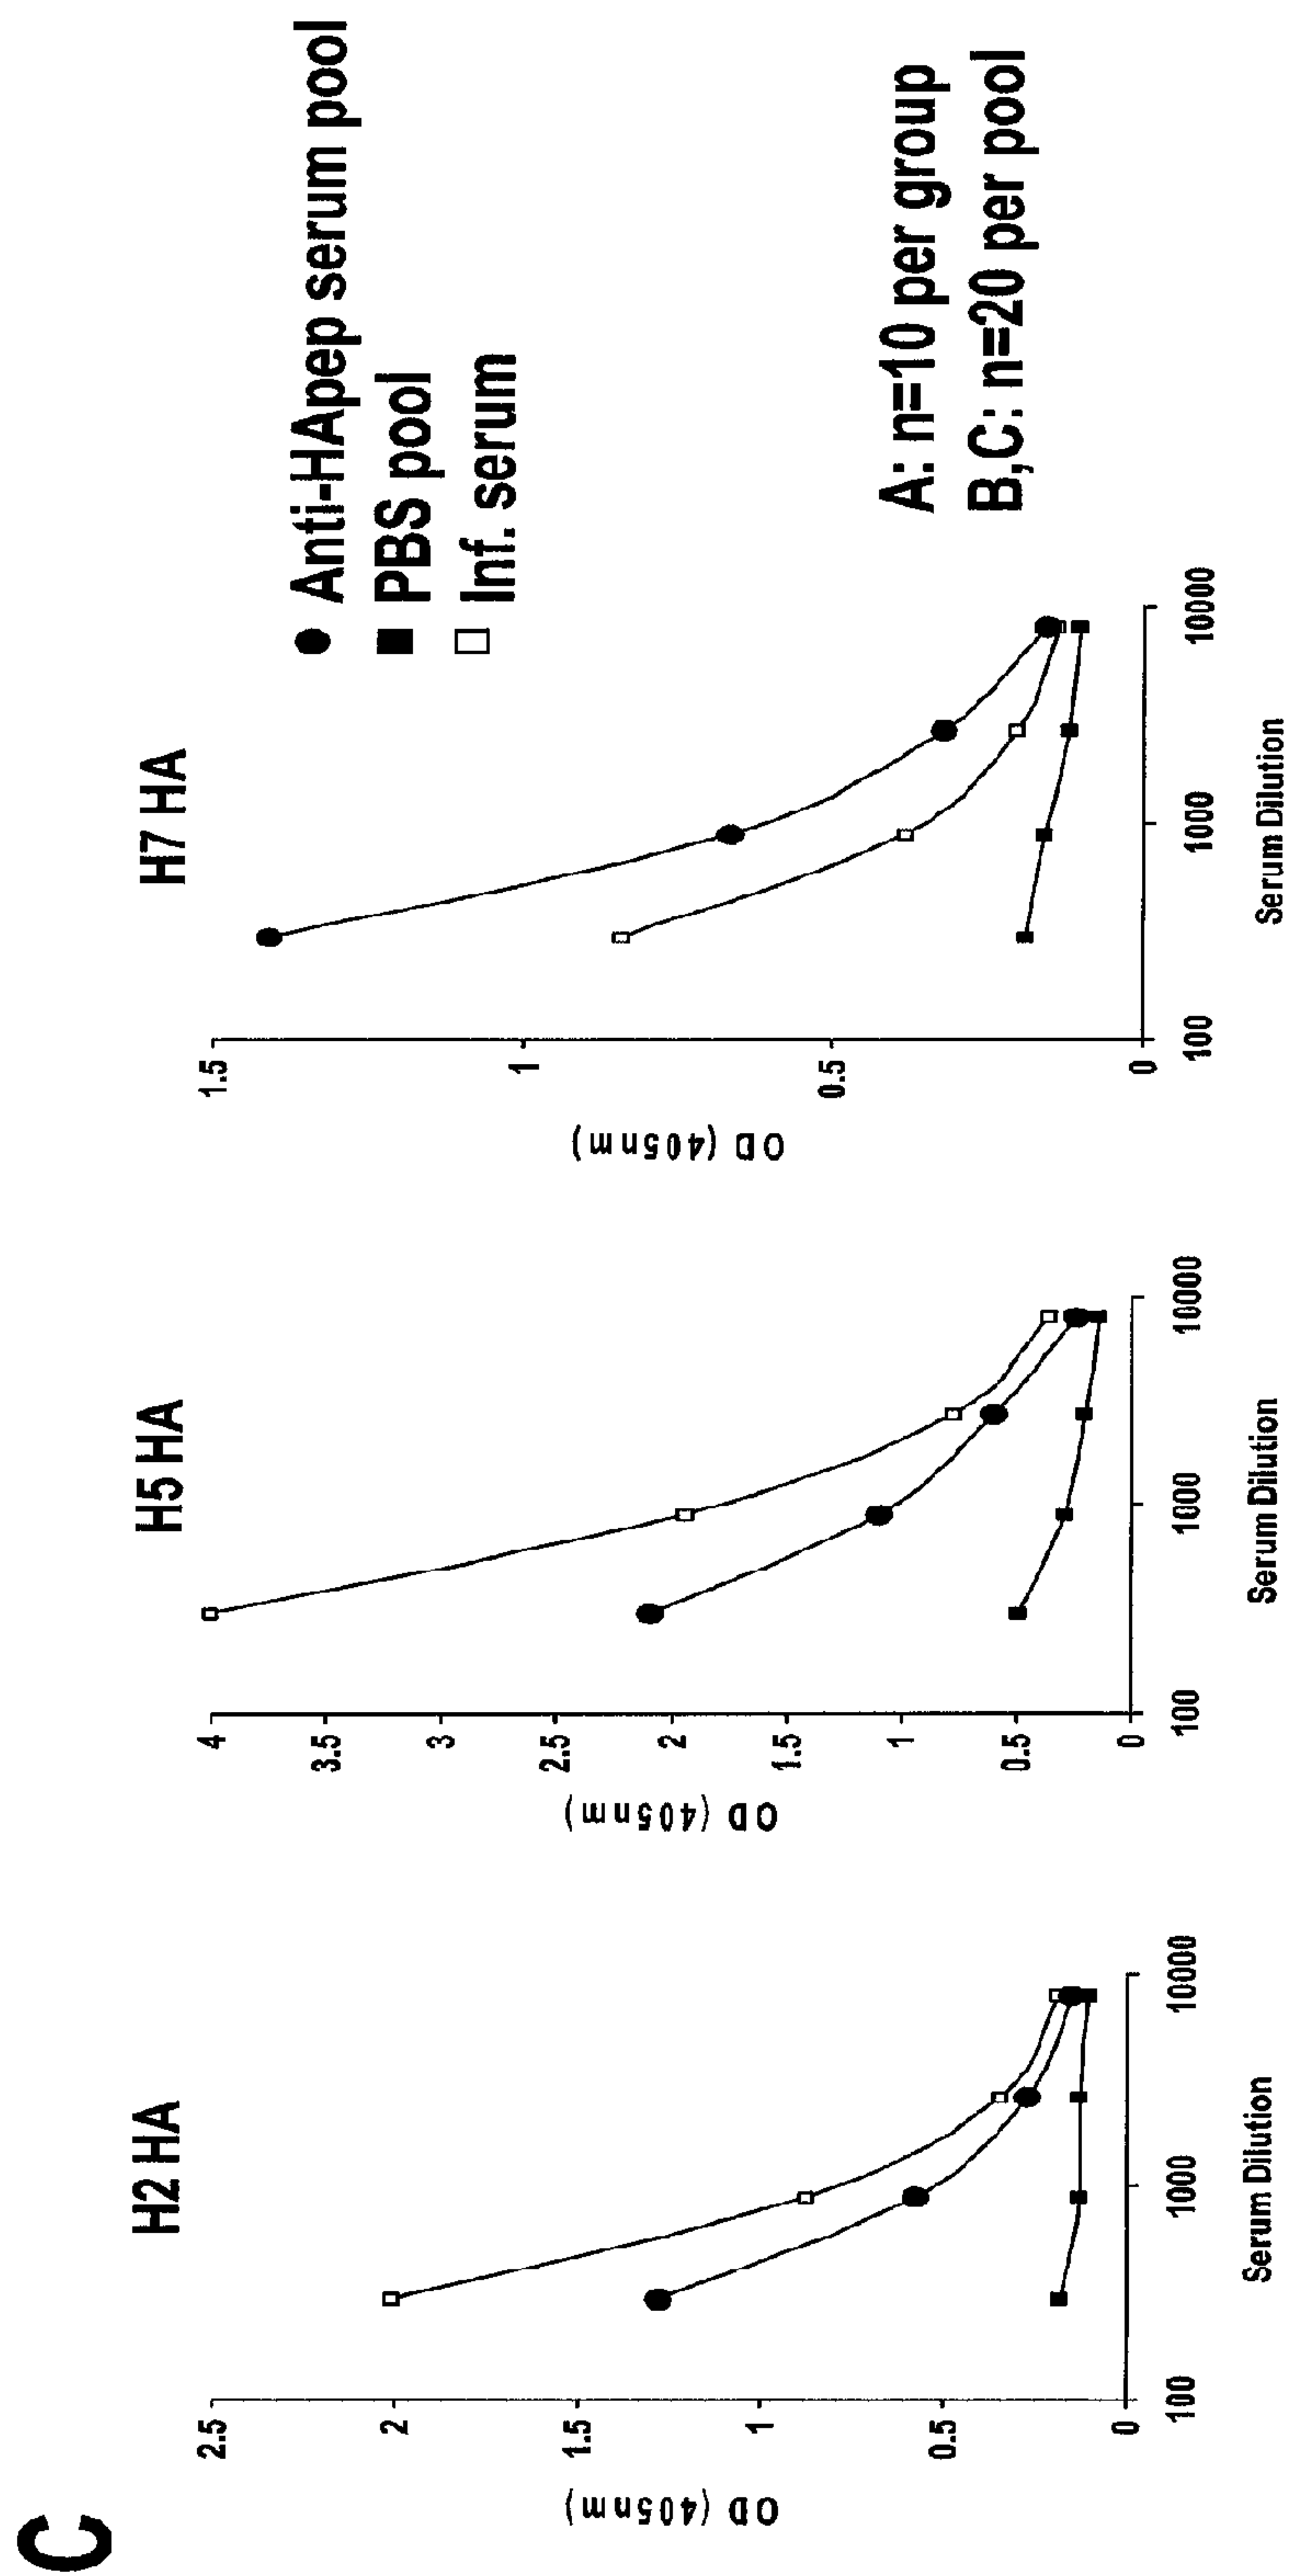 C
H2 HA
OD (405nm)
2.5
2
1.5
1
0.5
0
100
1000
10000
Serum Dilution
H5 HA
OD (405nm)
4
3.5
3
2.5
2
1.5
1
0.5
0
100
1000
10000
Serum Dilution
H7 HA
OD (405nm)
1.5
1
0.5
0
100
1000
10000
Serum Dilution
Anti-HApep serum pool
PBS pool
Inf. serum
A: n=10 per group
B,C: n=20 per pool